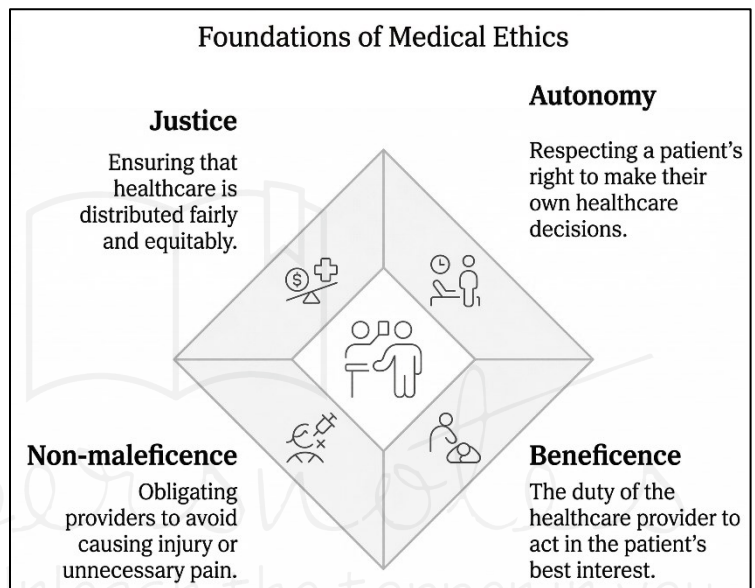 Foundations of Medical Ethics
Justice
Ensuring that
healthcare is
distributed fairly
and equitably.
Autonomy
Respecting a patient’s
right to make their
own healthcare
decisions.
$
Non-maleficence
Obligating
providers to avoid
causing injury or
unnecessary pain.
Beneficence
The duty of the
healthcare provider to
act in the patient’s
best interest.